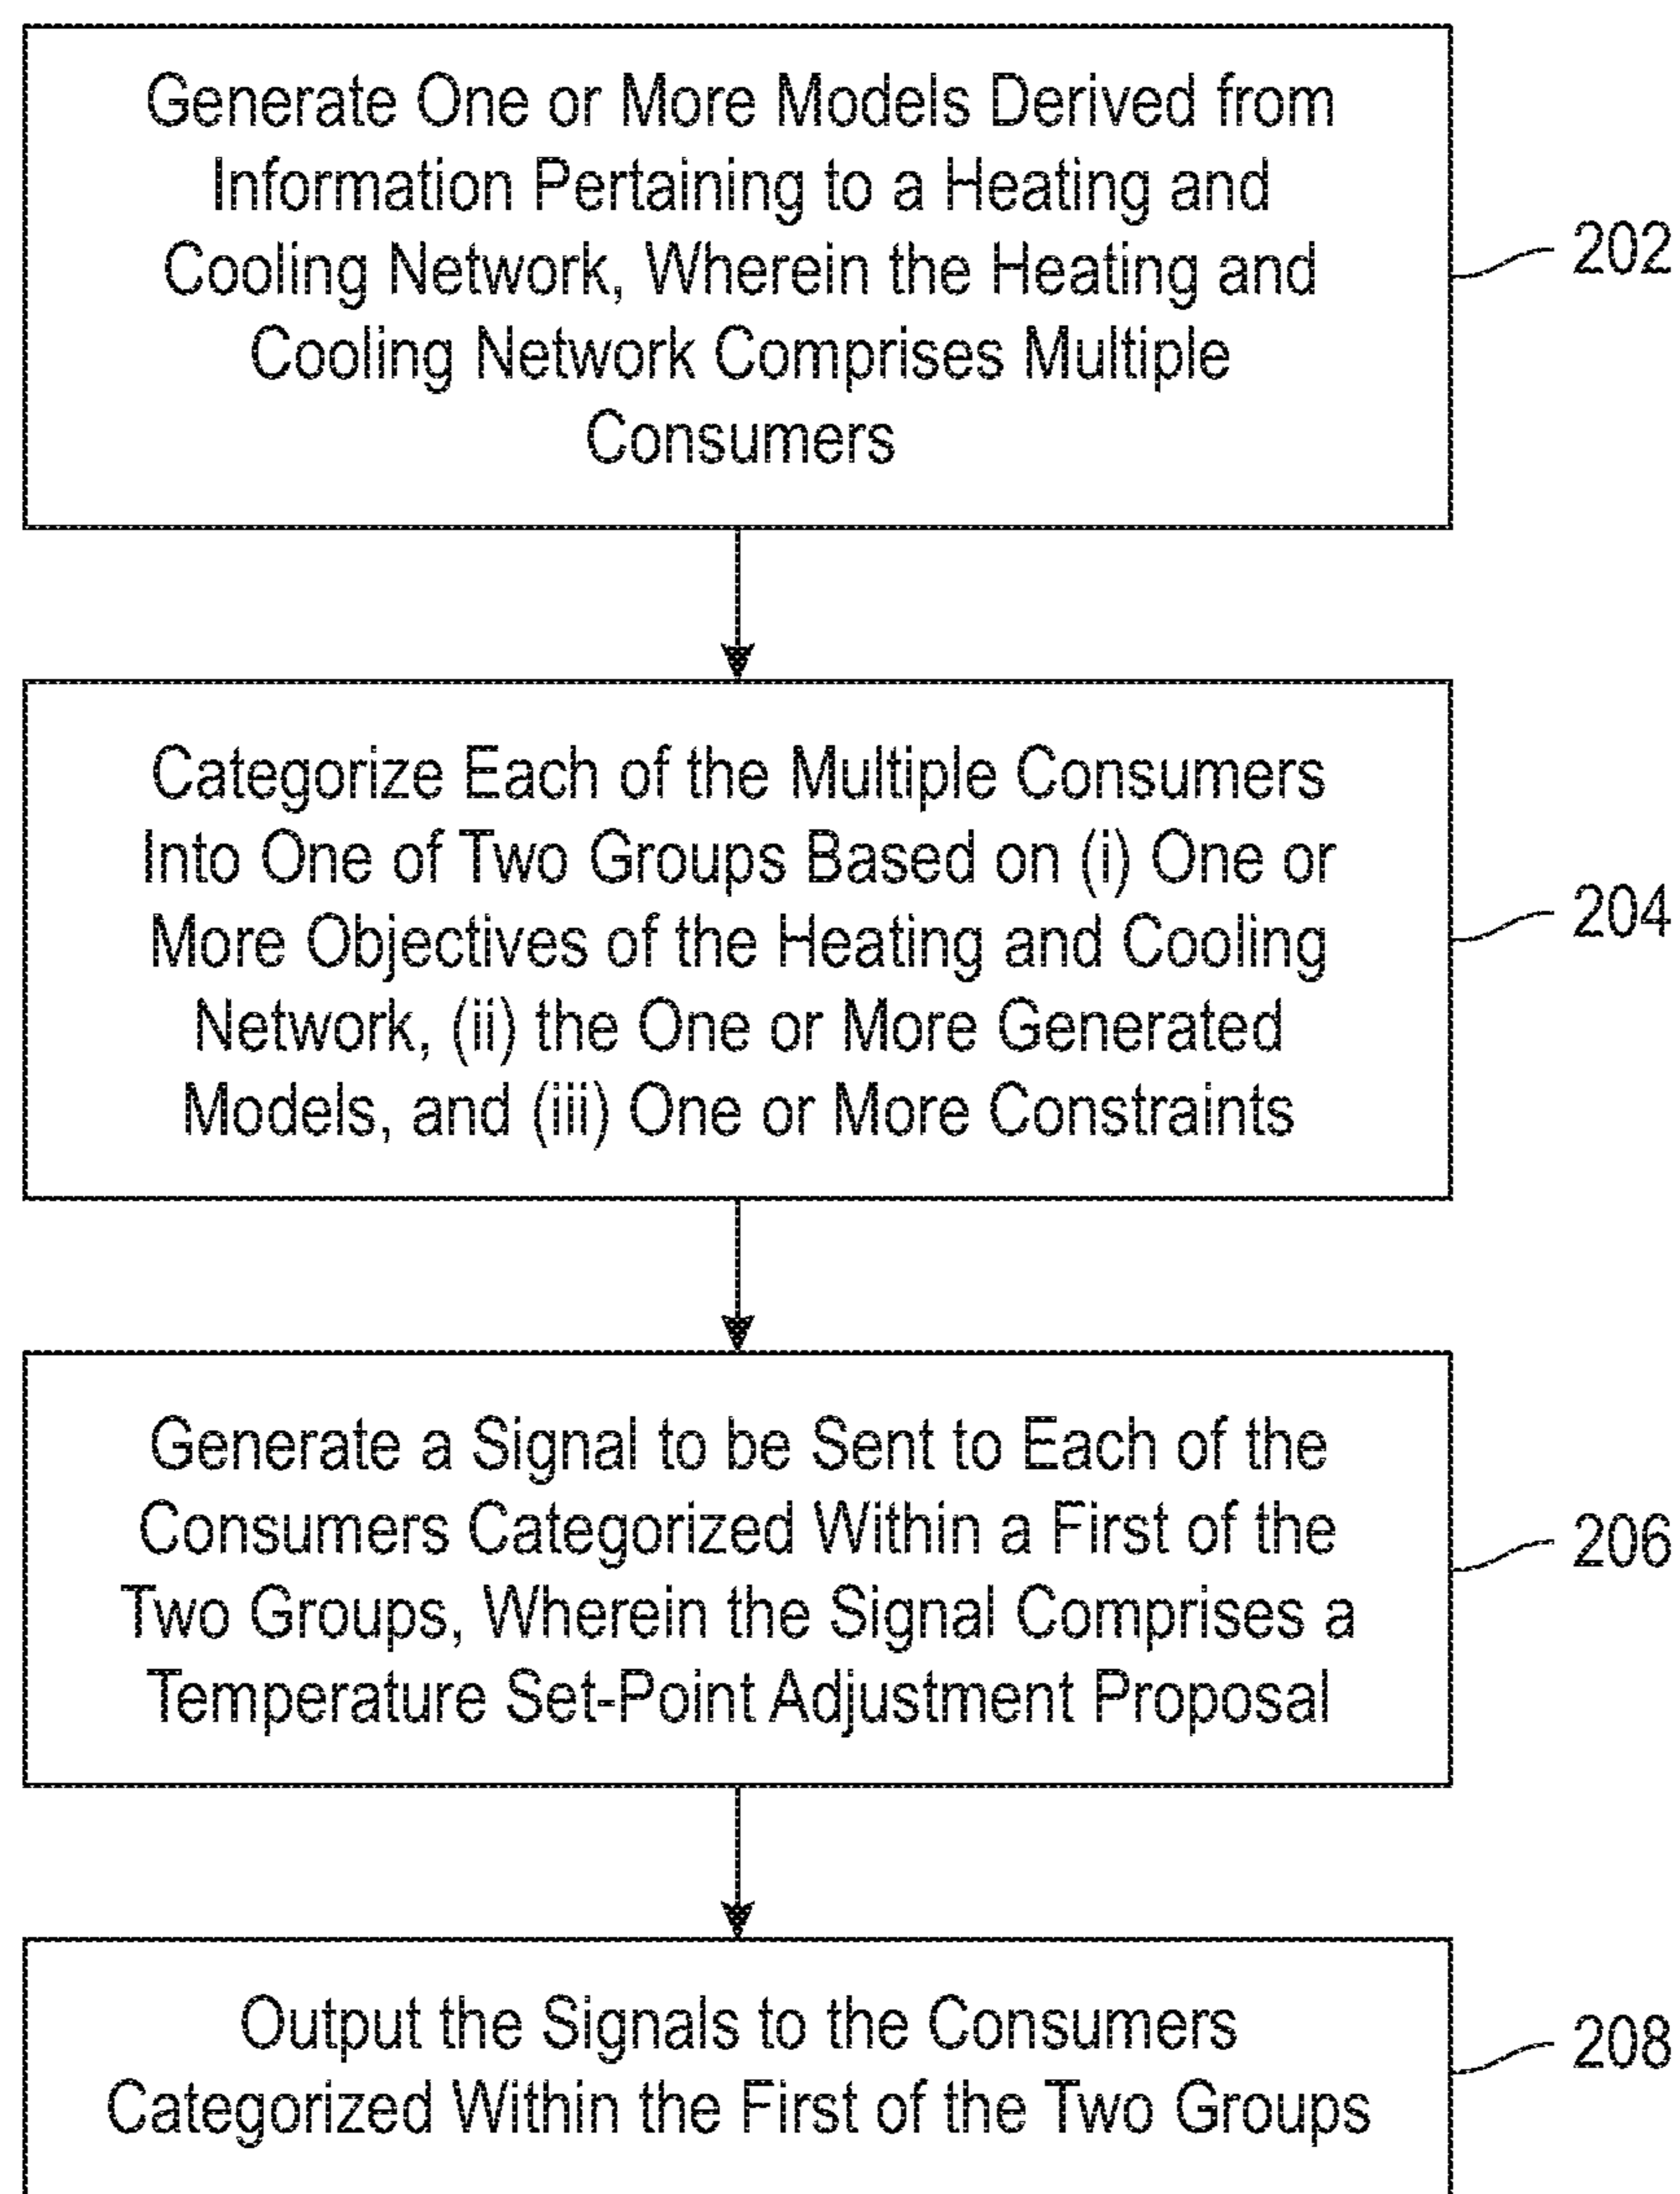 Generate One or More Models Derived from
Information Pertaining to a Heating and
Cooling Network, Wherein the Heating and
Cooling Network Comprises Multiple
Consumers
202
Categorize Each of the Multiple Consumers
Into One of Two Groups Based on (i) One or
More Objectives of the Heating and Cooling
Network, (ii) the One or More Generated
Models, and (iii) One or More Constraints
204
Generate a Signal to be Sent to Each of the
Consumers Categorized Within a First of the
Two Groups, Wherein the Signal Comprises a
Temperature Set-Point Adjustment Proposal
206
Output the Signals to the Consumers
Categorized Within the First of the Two Groups
208